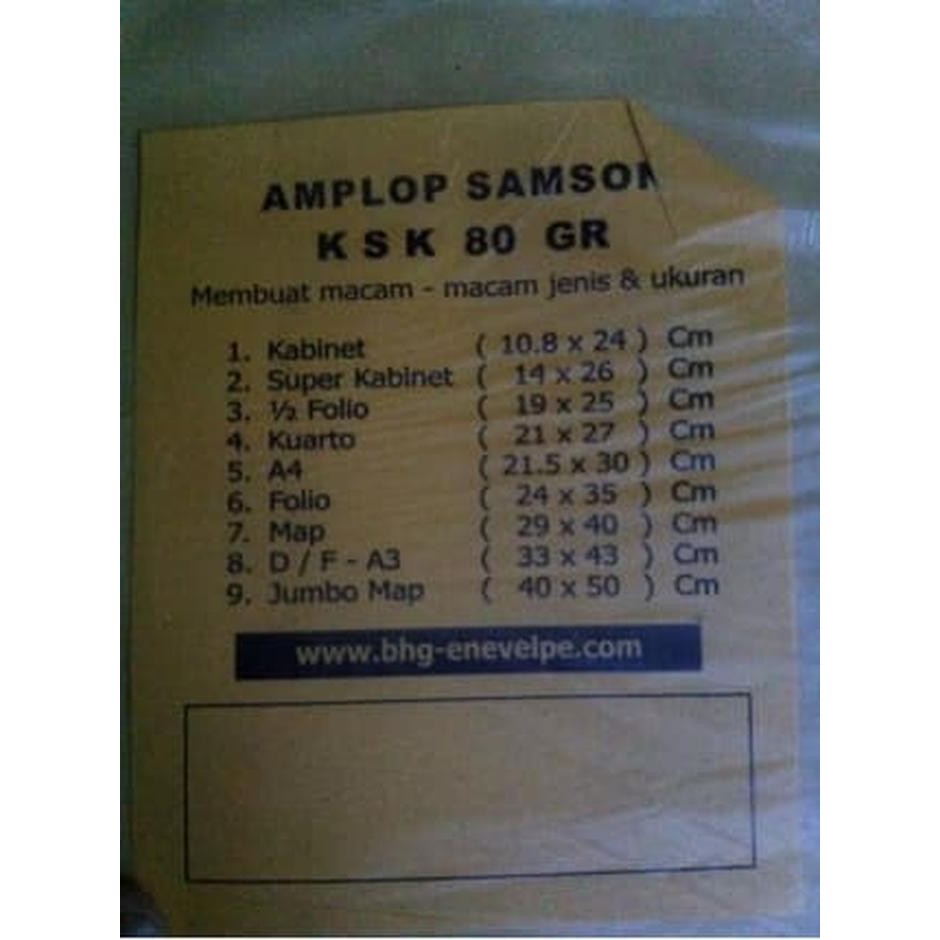 AMPLOP SAMSON
K S K 80 GR
Membuat macam - macam jenis & ukuran
1. Kabinet ( 10.8 x 24 ) Cm
2. Super Kabinet ( 14 x 26 ) Cm
3. ½ Folio ( 19 x 25 ) Cm
4. Kuarto ( 21 x 27 ) Cm
5. A4 ( 21.5 x 30 ) Cm
6. Folio ( 24 x 35 ) Cm
7. Map ( 29 x 40 ) Cm
8. D / F - A3 ( 33 x 43 ) Cm
9. Jumbo Map ( 40 x 50 ) Cm
www.bhg-enevelpe.com